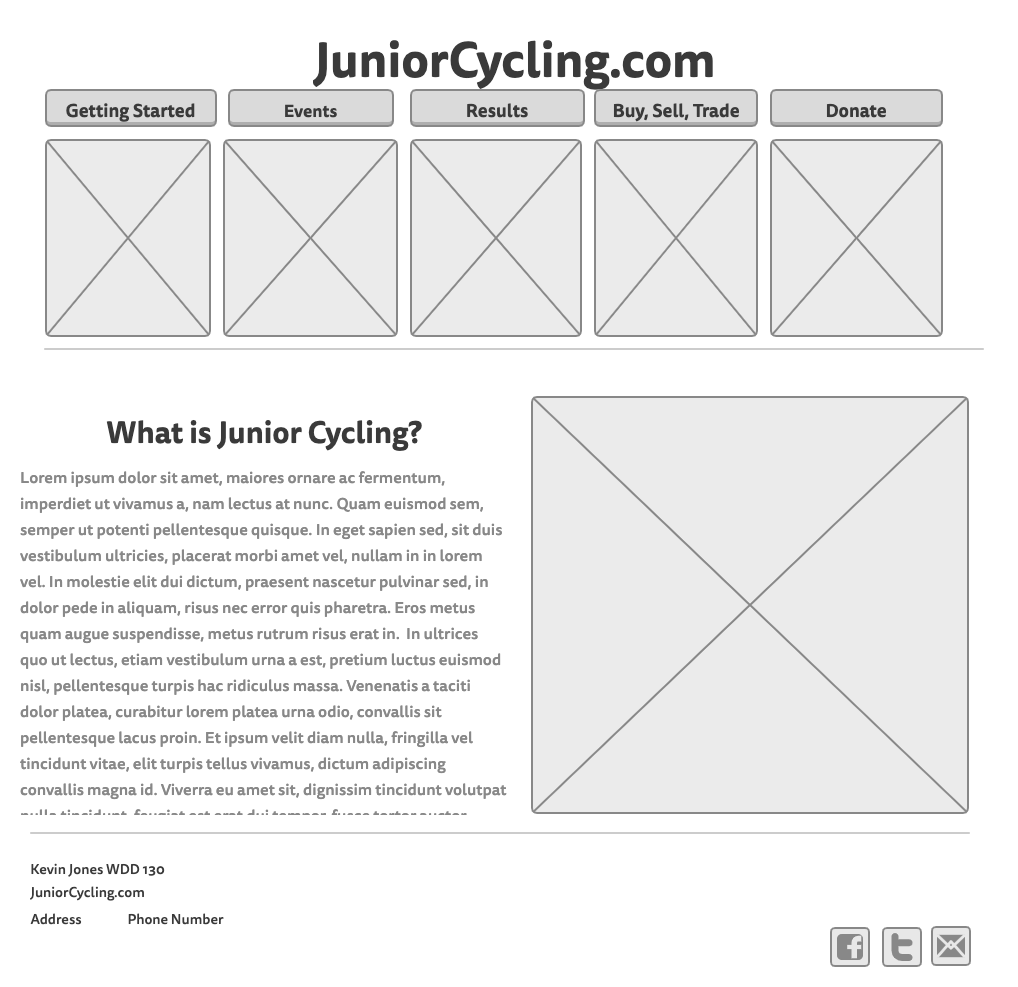 JuniorCycling.com
Getting Started Events Results Buy, Sell, Trade Donate
What is Junior Cycling?
Lorem ipsum dolor sit amet, maiores ornare ac fermentum,
imperdiet ut vivamus a, nam lectus at nunc. Quam euismod sem,
semper ut potenti pellentesque quisque. In eget sapien sed, sit duis
vestibulum ultricies, placerat morbi amet vel, nullam in in lorem
vel. In molestie elit dui dictum, praesent nascetur pulvinar sed, in
dolor pede in aliquam, risus nec error quis pharetra. Eros metus
quam augue suspendisse, metus rutrum risus erat in.  In ultrices
quo ut lectus, etiam vestibulum urna a est, pretium luctus euismod
nisl, pellentesque turpis hac ridiculus massa. Venenatis a taciti
dolor platea, curabitur lorem platea urna odio, convallis sit
pellentesque lacus proin. Et ipsum velit diam nulla, fringilla vel
tincidunt vitae, elit turpis tellus vivamus, dictum adipiscing
convallis magna id. Viverra eu amet sit, dignissim tincidunt volutpat
Kevin Jones WDD 130
JuniorCycling.com
Address Phone Number